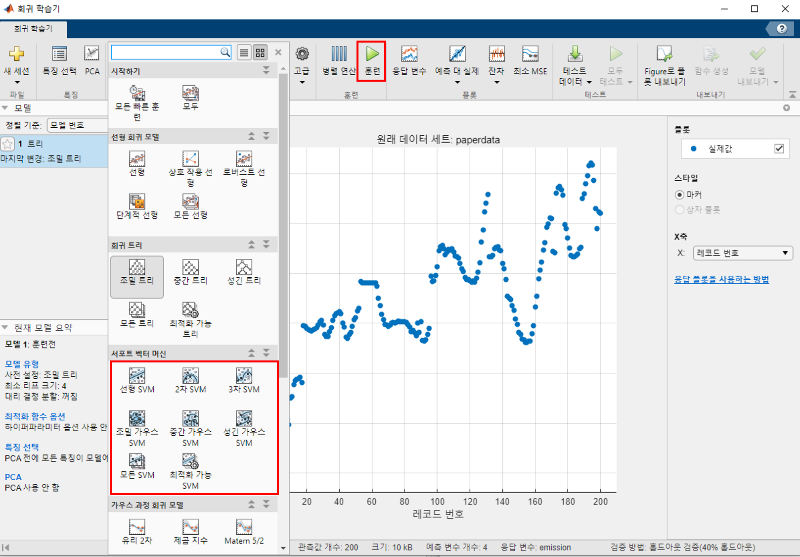 회귀 학습기
회귀 학습기
새 세션
특징 선택
PCA
고급
병렬 연산
훈련
응답 변수
예측 대 실제
전자
최소 MSE
테스트
데이터
모두
테스트
Figure로 플
롯 내보내기
함수 생성
모델
내보내기
파일
특징
훈련
플롯
테스트
내보내기
모델
정렬 기준:
모델 번호
1 트리
마지막 변경: 조밀 트리
시작하기
모든 빠른 훈
련
모두
선형 회귀 모델
선형
상호 작용 선
형
로버스트 선
형
단계적 선형
모든 선형
회귀 트리
조밀 트리
중간 트리
성긴 트리
모든 트리
최적화 가능
트리
서포트 벡터 머신
선형 SVM
2차 SVM
3차 SVM
조밀 가우스
SVM
중간 가우스
SVM
성긴 가우스
SVM
모든 SVM
최적화 가능
SVM
가우스 과정 회귀 모델
유리 2차
제곱 지수
Matern 5/2
현재 모델 요약
모델 1: 훈련전
모델 유형
사전 설정: 조밀 트리
최소 리프 크기: 4
대리 결정 분할: 꺼짐
최적화 함수 옵션
하이퍼파라미터 옵션 사용 안
특징 선택
PCA 전에 모든 특징이 모델에
PCA
PCA 사용 안 함
원래 데이터 세트: paperdata
20 40 60 80 100 120 140 160 180 200
레코드 번호
플롯
실제값
스타일
마커
상자 플롯
X축
X:
레코드 번호
응답 플롯을 사용하는 방법
관측값 개수: 200 크기: 10 kB 예측 변수 개수: 4 응답 변수: emission 검증 방법: 홀드아웃 검증(40% 홀드아웃)